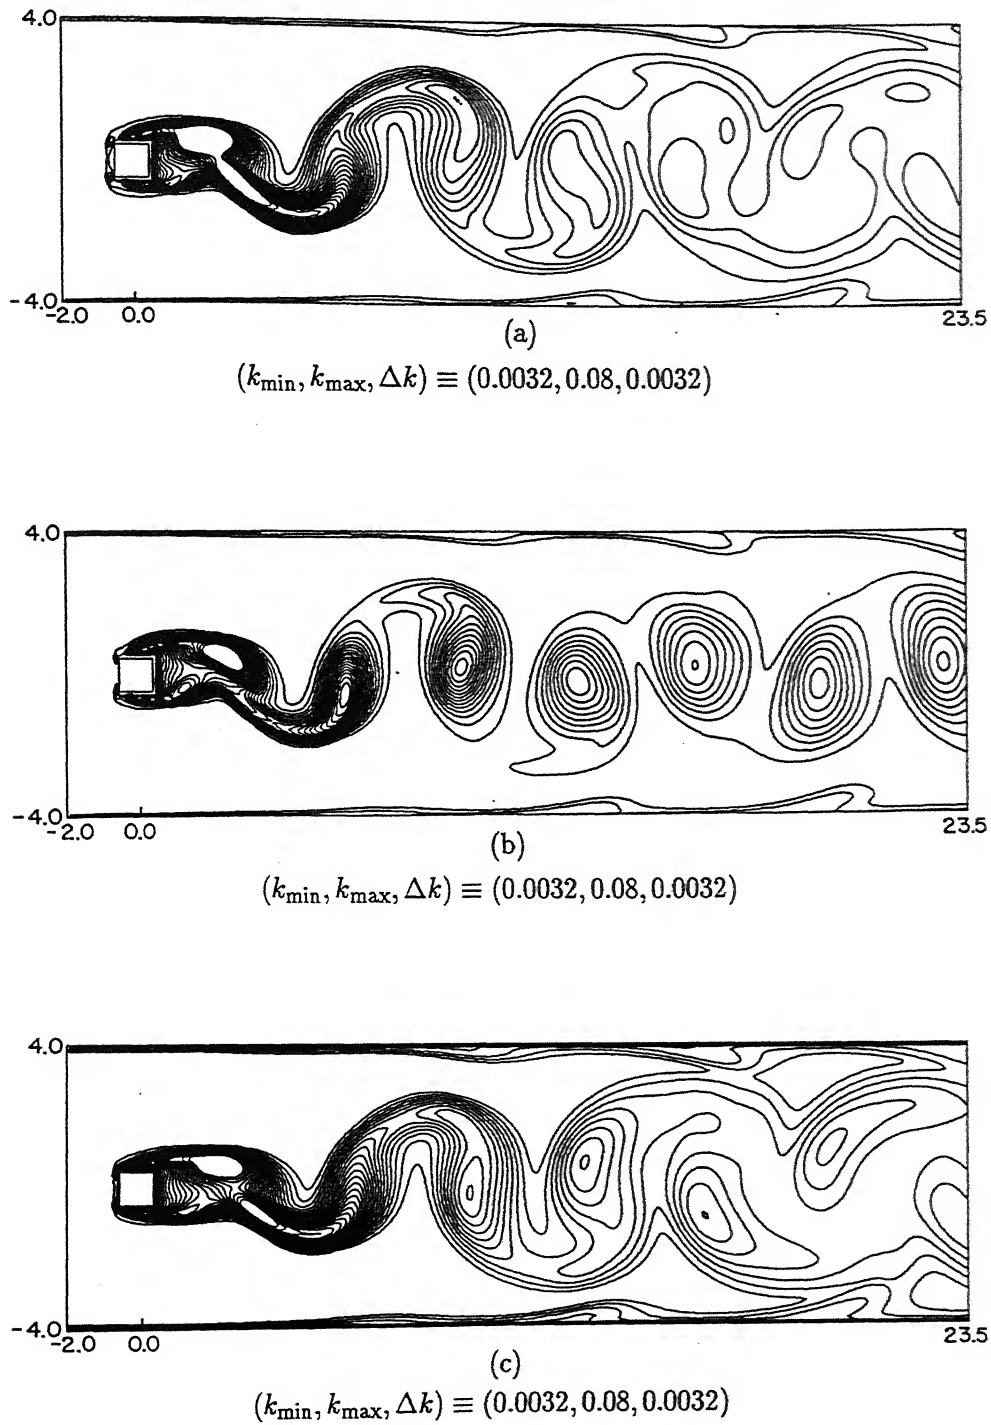 4.0
-4.0
-2.0 0.0 23.5
(a)
(k_min, k_max, Δk) ≡ (0.0032, 0.08, 0.0032)
4.0
-4.0
-2.0 0.0 23.5
(b)
(k_min, k_max, Δk) ≡ (0.0032, 0.08, 0.0032)
4.0
-4.0
-2.0 0.0 23.5
(c)
(k_min, k_max, Δk) ≡ (0.0032, 0.08, 0.0032)